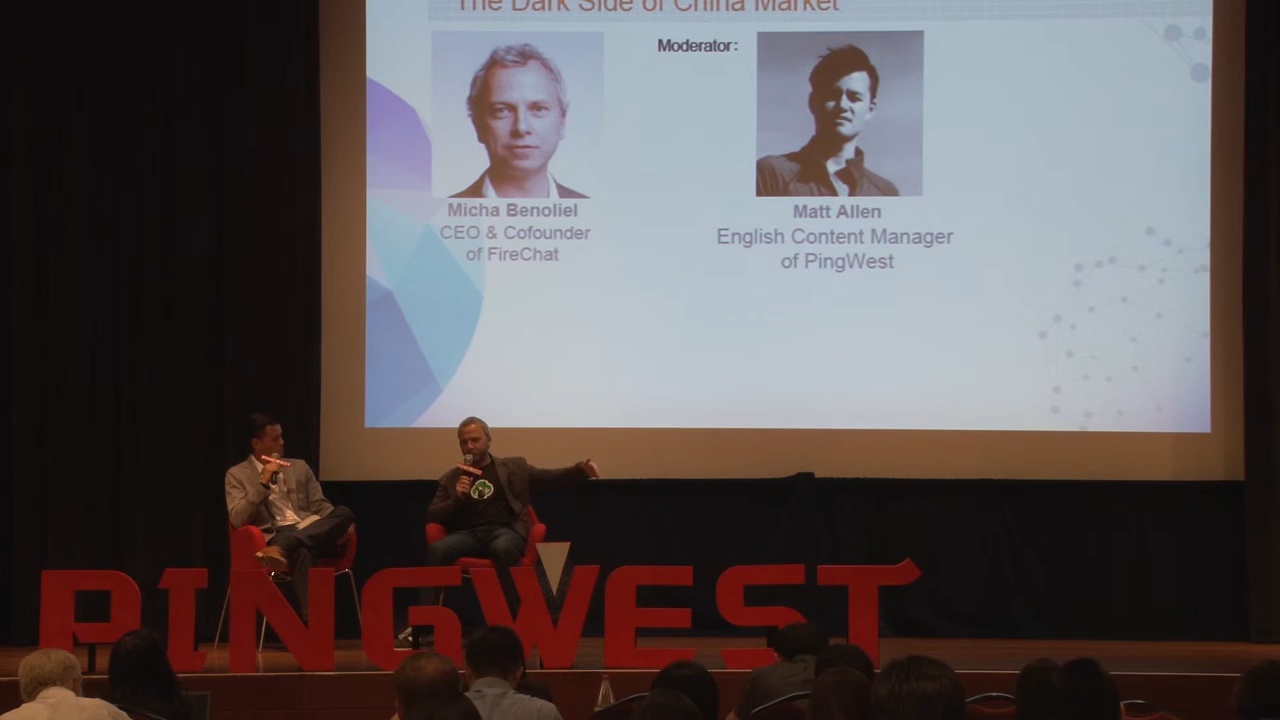 The Dark Side of China Market
Moderator:
Micha Benoliel
CEO & Cofounder
of FireChat
Matt Allen
English Content Manager
of PingWest
PINGWEST